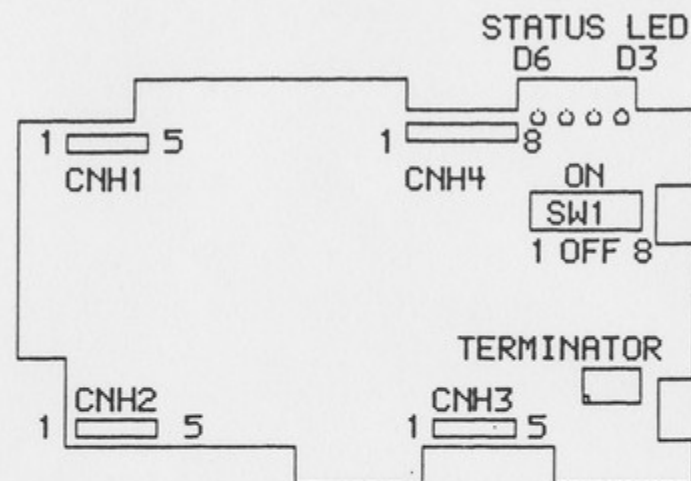 STATUS LED
D6 D3
1 5 1 8
CNH1 CNH4 ON
SW1
1 OFF 8
TERMINATOR
CNH2 CNH3
1 5 1 5